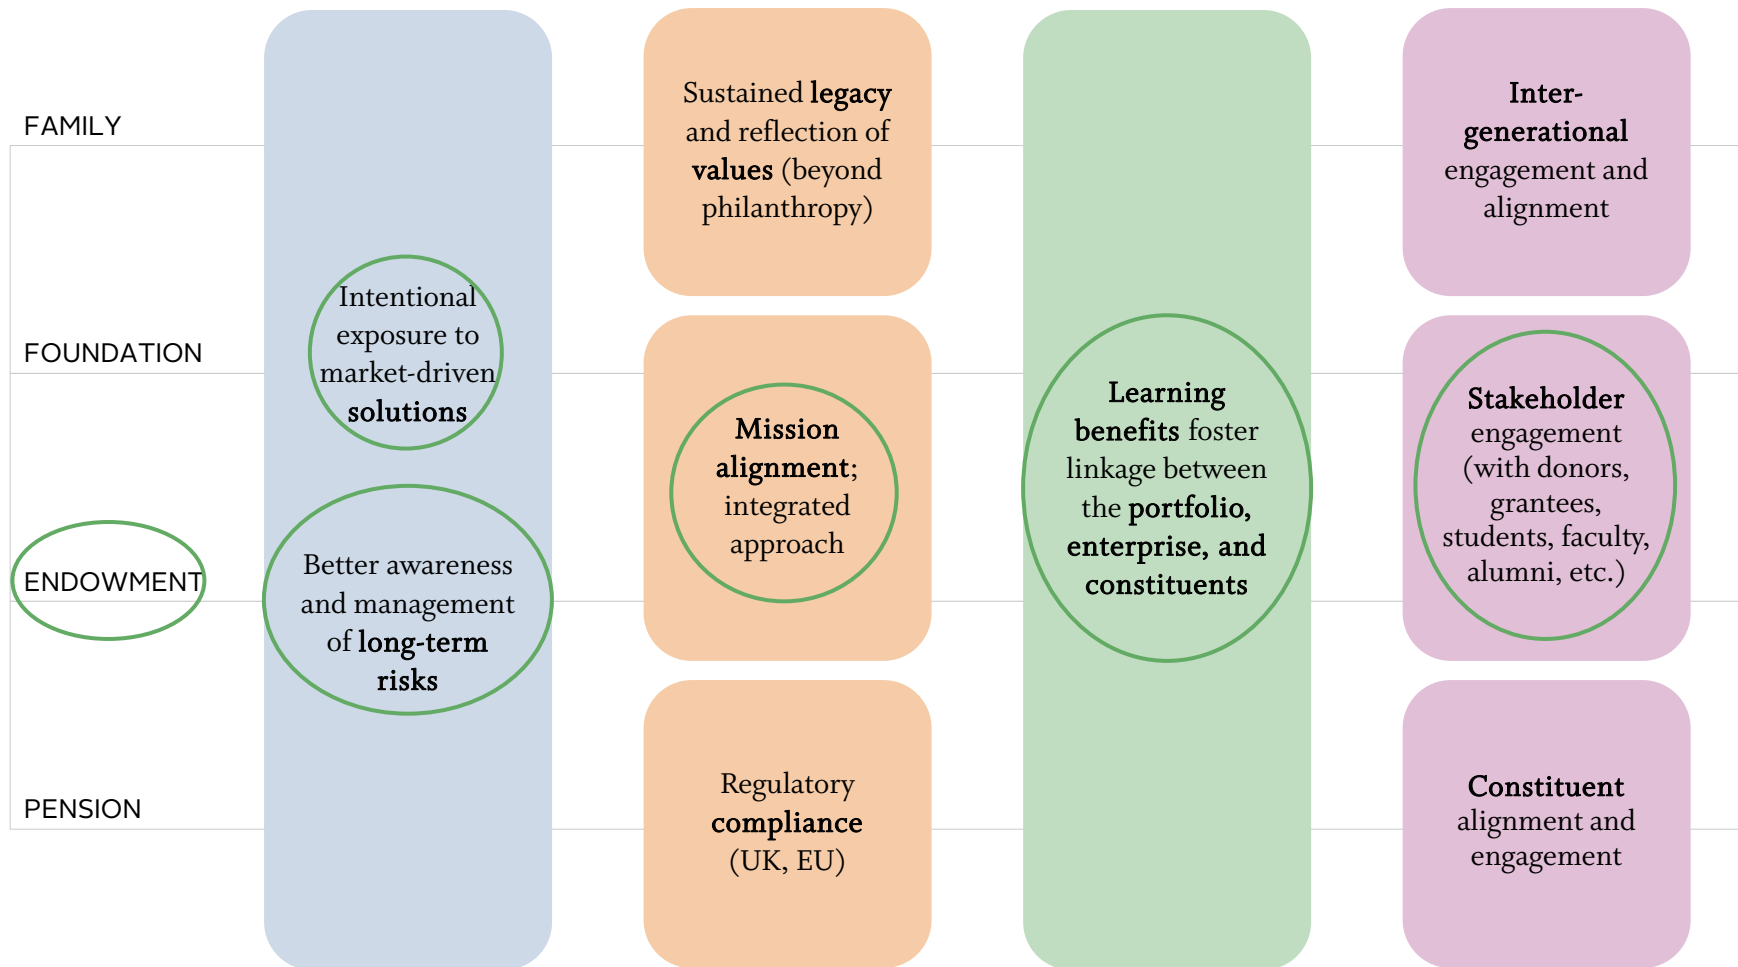 FAMILY
FOUNDATION
ENDOWMENT
PENSION
Intentional
exposure to
market-driven
solutions
Better awareness
and management
of long-term
risks
Sustained legacy
and reflection of
values (beyond
philanthropy)
Mission
alignment;
integrated
approach
Regulatory
compliance
(UK, EU)
Learning
benefits foster
linkage between
the portfolio,
enterprise, and
constituents
Inter-
generational
engagement and
alignment
Stakeholder
engagement
(with donors,
grantees,
students, faculty,
alumni, etc.)
Constituent
alignment and
engagement